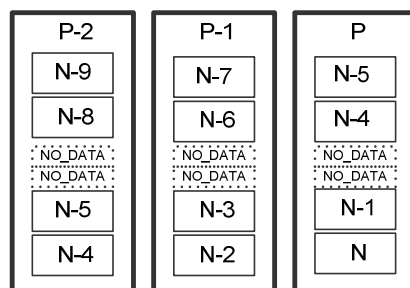 P-2
N-9
N-8
NO_DATA
NO_DATA
N-5
N-4
P-1
N-7
N-6
NO_DATA
NO_DATA
N-3
N-2
P
N-5
N-4
NO_DATA
NO_DATA
N-1
N